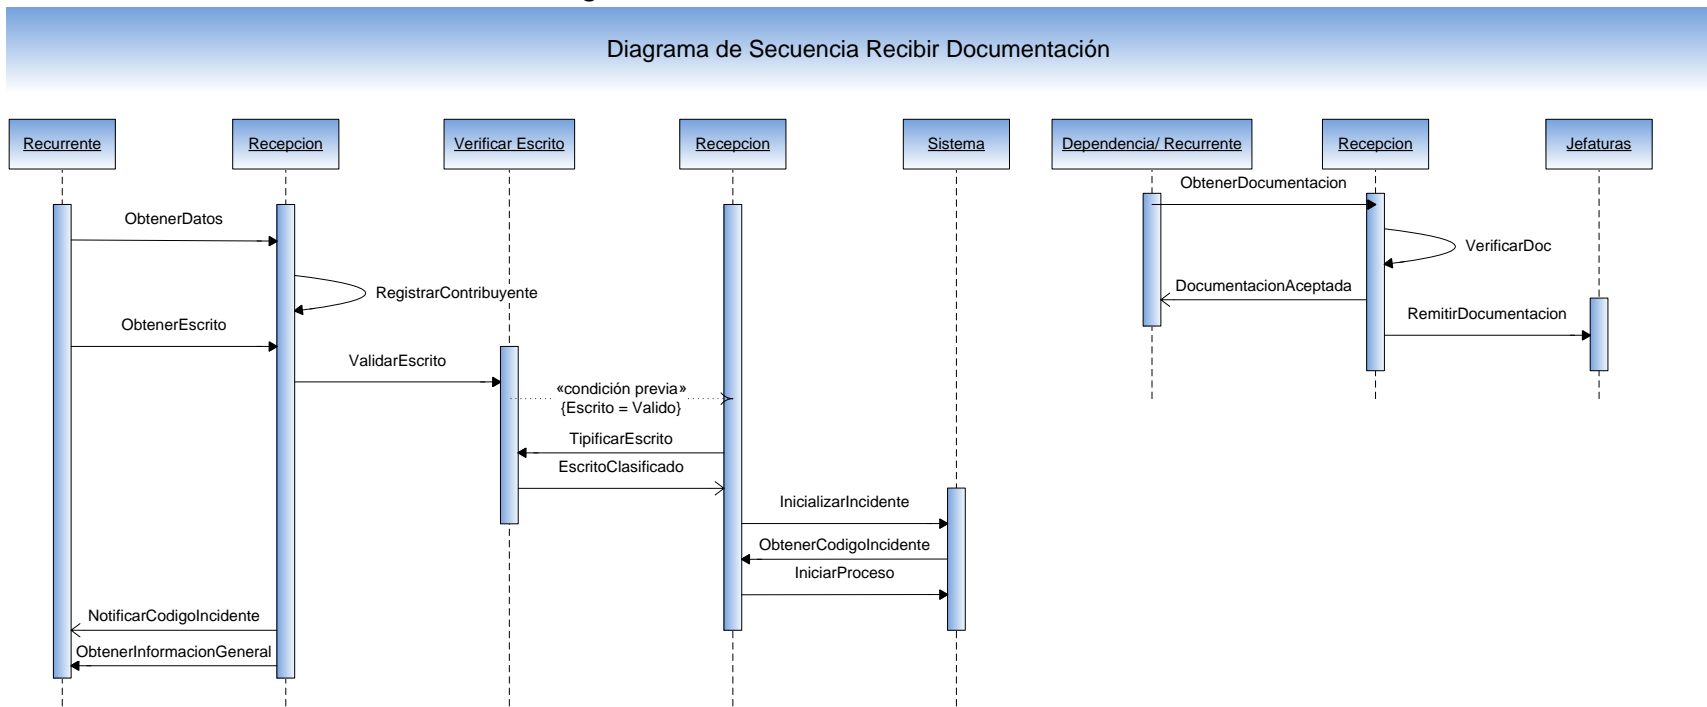 Diagrama de Secuencia Recibir Documentación
Recurrente
Recepcion
Verificar Escrito
Recepcion
Sistema
Dependencia/ Recurrente
Recepcion
Jefaturas
ObtenerDatos
RegistrarContribuyente
ObtenerEscrito
ValidarEscrito
«condición previa»
{Escrito = Valido}
TipificarEscrito
EscritoClasificado
InicializarIncidente
ObtenerCodigoIncidente
IniciarProceso
NotificarCodigoIncidente
ObtenerInformacionGeneral
ObtenerDocumentacion
VerificarDoc
DocumentacionAceptada
RemitirDocumentacion